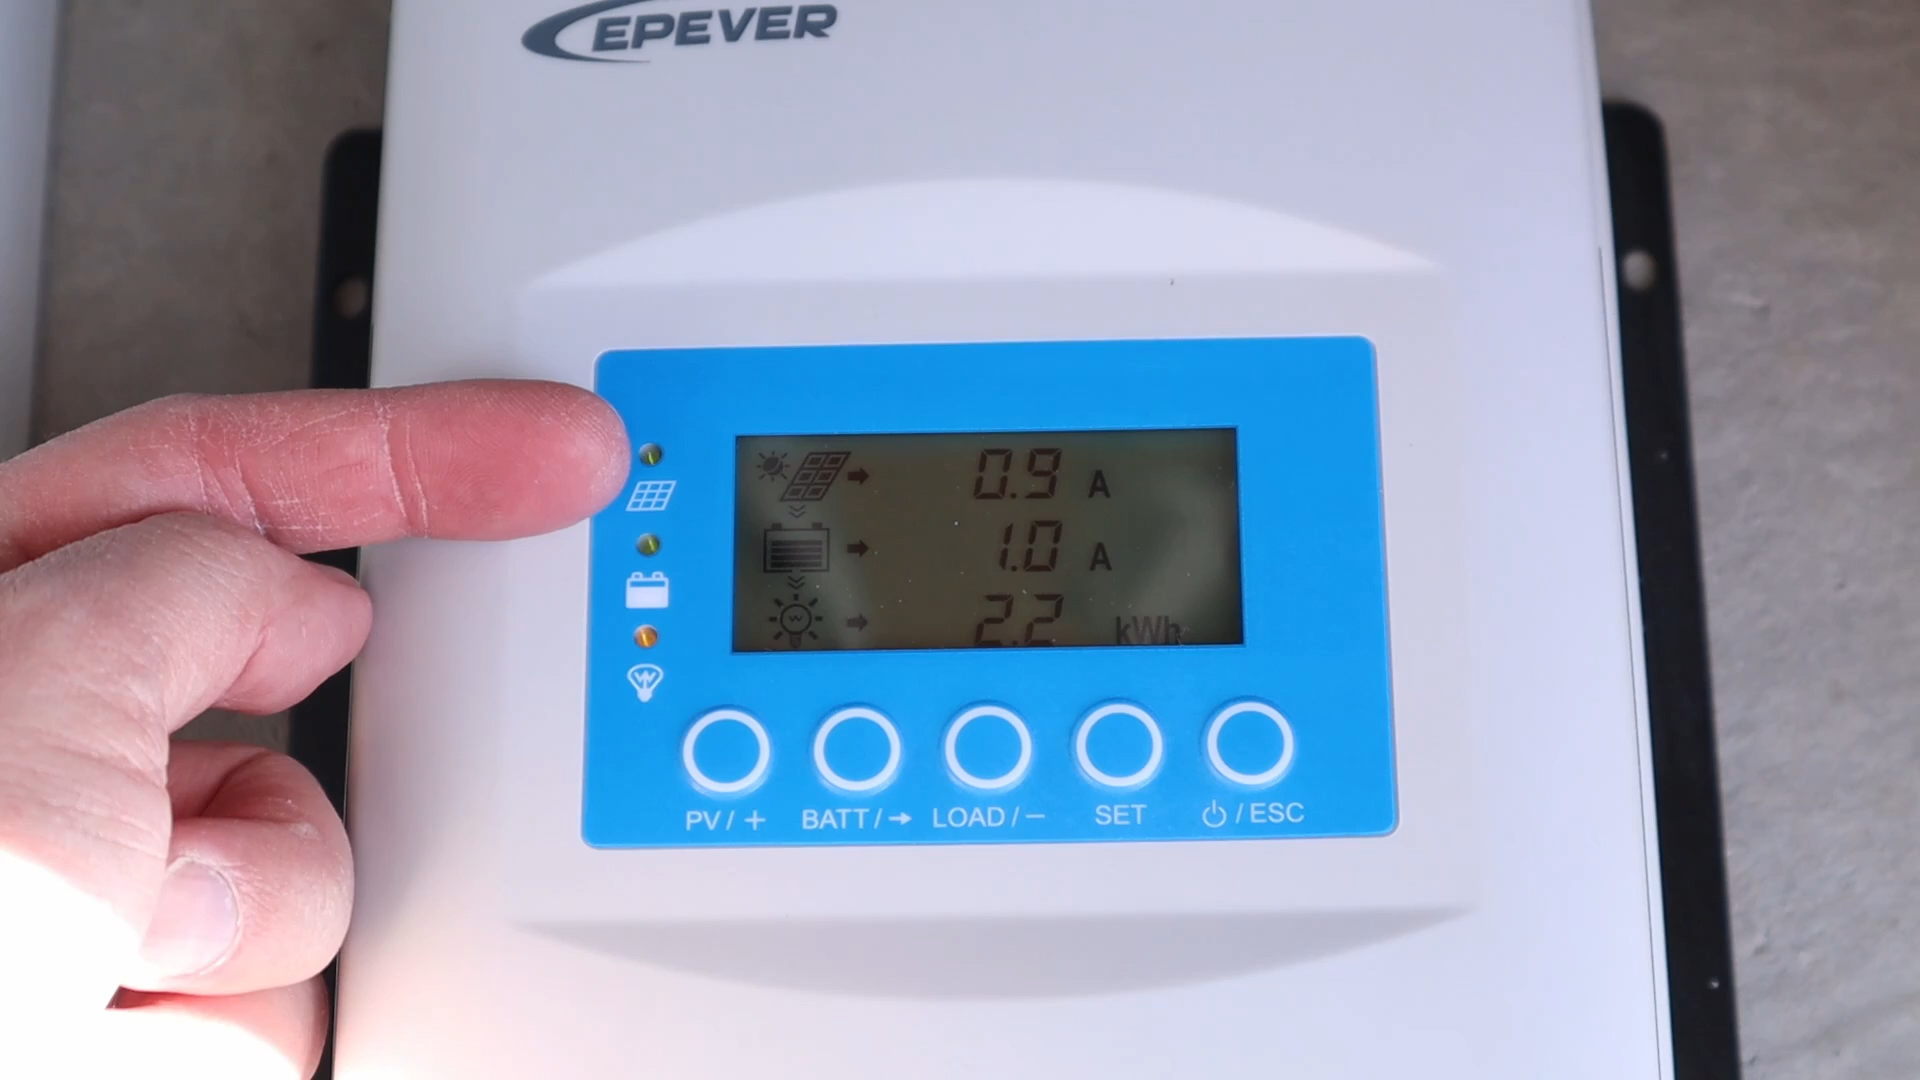 EPEVER
0.9 A
1.0 A
2.2 kWh
PV / + BATT / → LOAD / − SET ⏻ / ESC